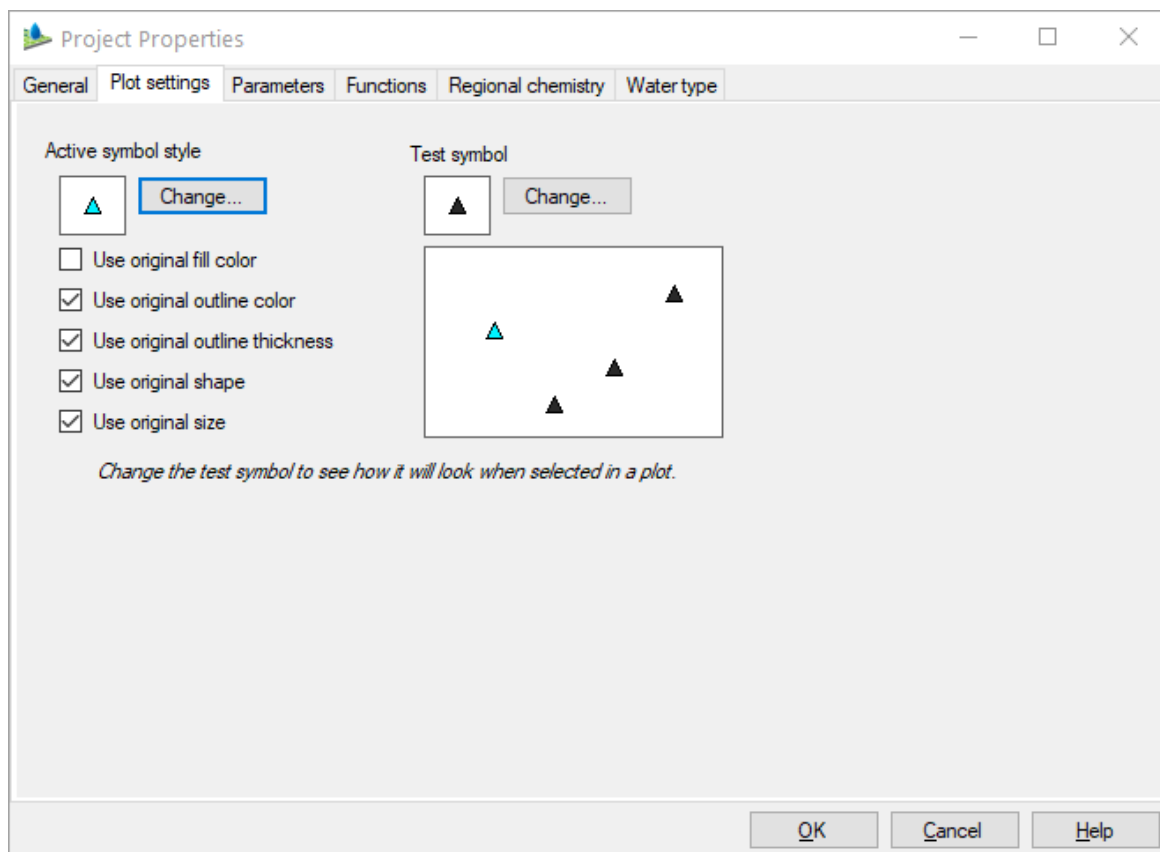 Project Properties
General Plot settings Parameters Functions Regional chemistry Water type
Active symbol style
Test symbol
Change...
Change...
Use original fill color
Use original outline color
Use original outline thickness
Use original shape
Use original size
Change the test symbol to see how it will look when selected in a plot.
OK Cancel Help